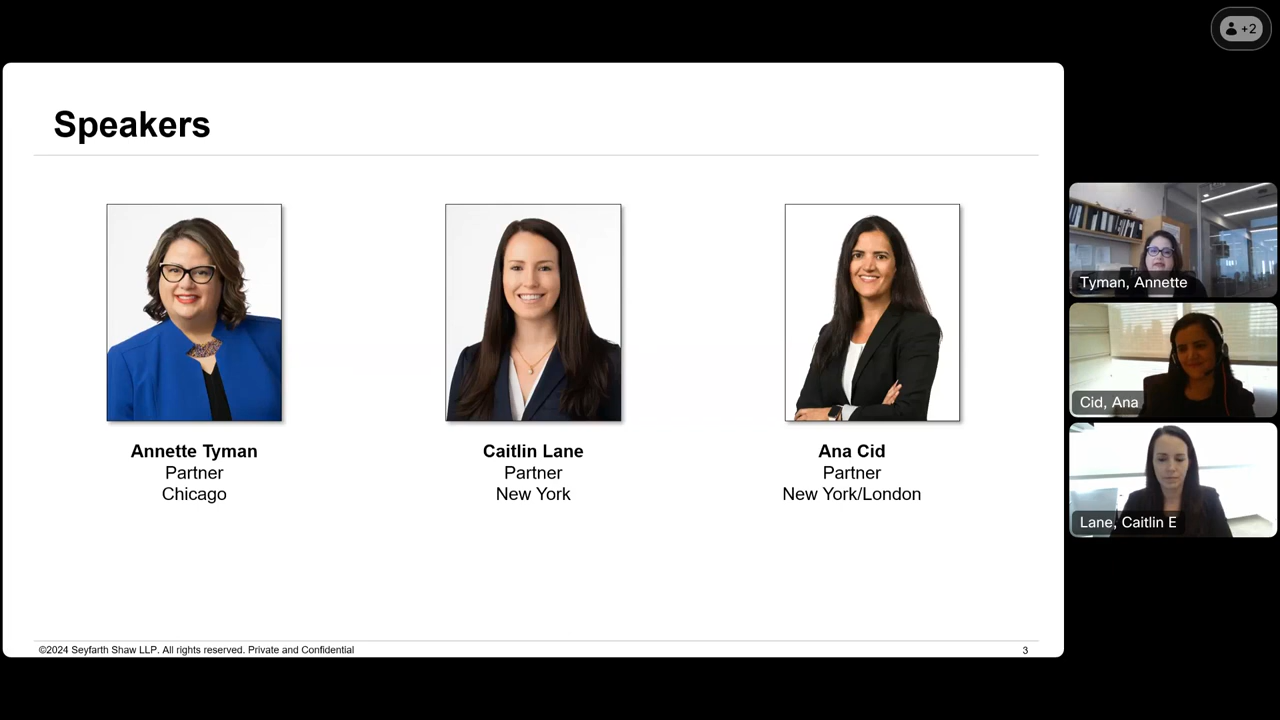 +2
Speakers
Annette Tyman
Partner
Chicago
Caitlin Lane
Partner
New York
Ana Cid
Partner
New York/London
©2024 Seyfarth Shaw LLP. All rights reserved. Private and Confidential
3
Tyman, Annette
Cid, Ana
Lane, Caitlin E